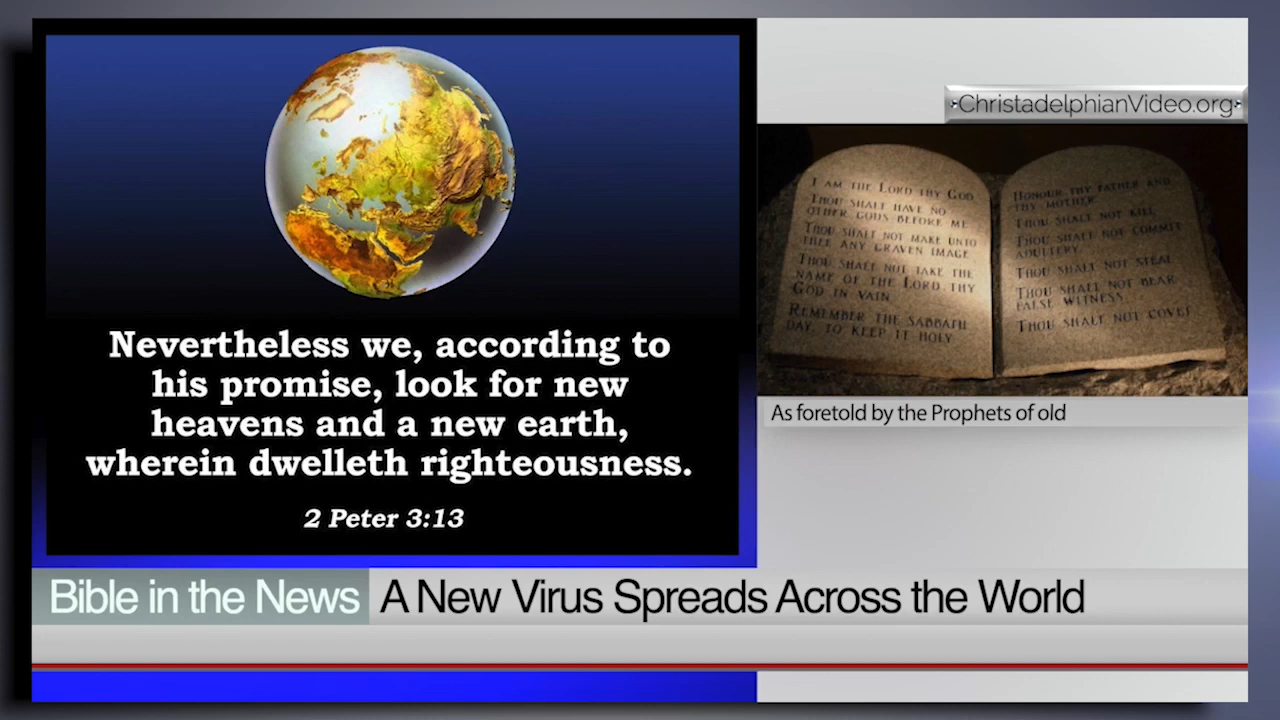 Nevertheless we, according to
his promise, look for new
heavens and a new earth,
wherein dwelleth righteousness.
2 Peter 3:13
ChristadelphianVideo.org
I AM THE LORD THY GOD
THOU SHALT HAVE NO
OTHER GODS BEFORE ME
THOU SHALT NOT MAKE UNTO
THEE ANY GRAVEN IMAGE
THOU SHALT NOT TAKE THE
NAME OF THE LORD THY
GOD IN VAIN
REMEMBER THE SABBATH
DAY, TO KEEP IT HOLY
HONOUR THY FATHER AND
THY MOTHER
THOU SHALT NOT KILL
THOU SHALT NOT COMMIT
ADULTERY
THOU SHALT NOT STEAL
THOU SHALT NOT BEAR
FALSE WITNESS
THOU SHALT NOT COVET
As foretold by the Prophets of old
Bible in the News A New Virus Spreads Across the World